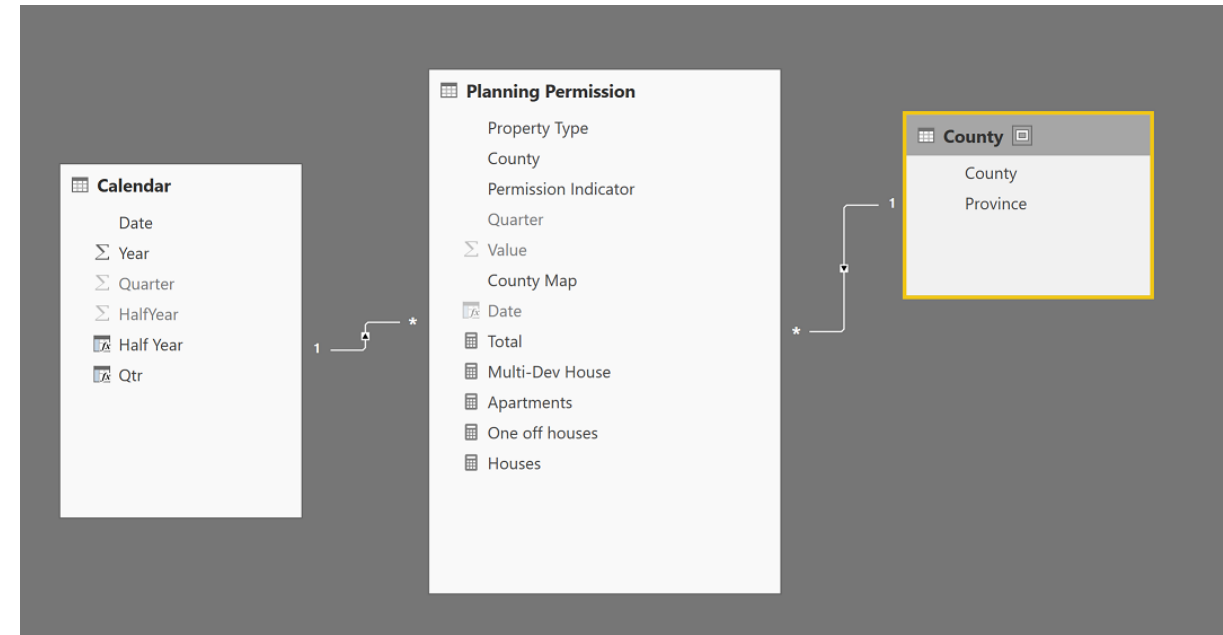 Calendar
Date
Year
Quarter
HalfYear
Half Year
Qtr
1
*
Planning Permission
Property Type
County
Permission Indicator
Quarter
Value
County Map
Date
Total
Multi-Dev House
Apartments
One off houses
Houses
*
1
County
County
Province